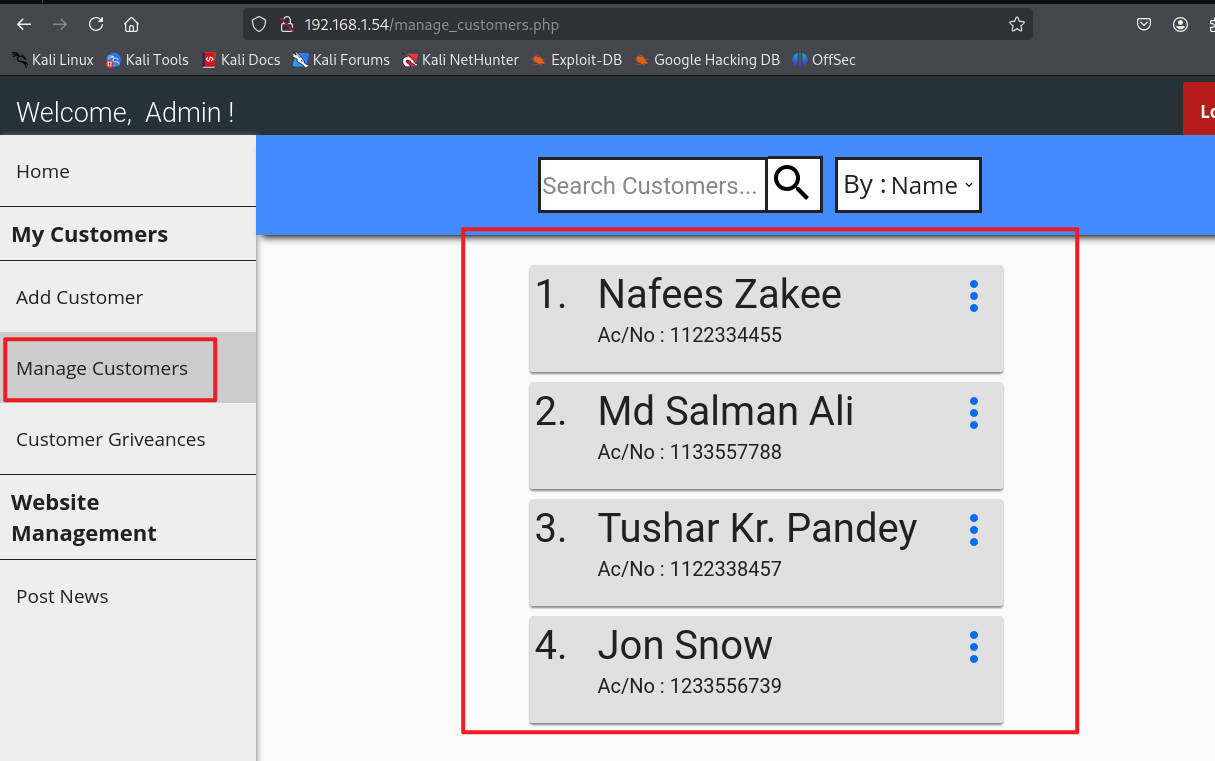 192.168.1.54/manage_customers.php
Kali Linux Kali Tools Kali Docs Kali Forums Kali NetHunter Exploit-DB Google Hacking DB OffSec
Welcome, Admin !
Lo
Home
Search Customers...
By : Name
My Customers
Add Customer
Manage Customers
Customer Griveances
Website
Management
Post News
1. Nafees Zakee
Ac/No : 1122334455
2. Md Salman Ali
Ac/No : 1133557788
3. Tushar Kr. Pandey
Ac/No : 1122338457
4. Jon Snow
Ac/No : 1233556739